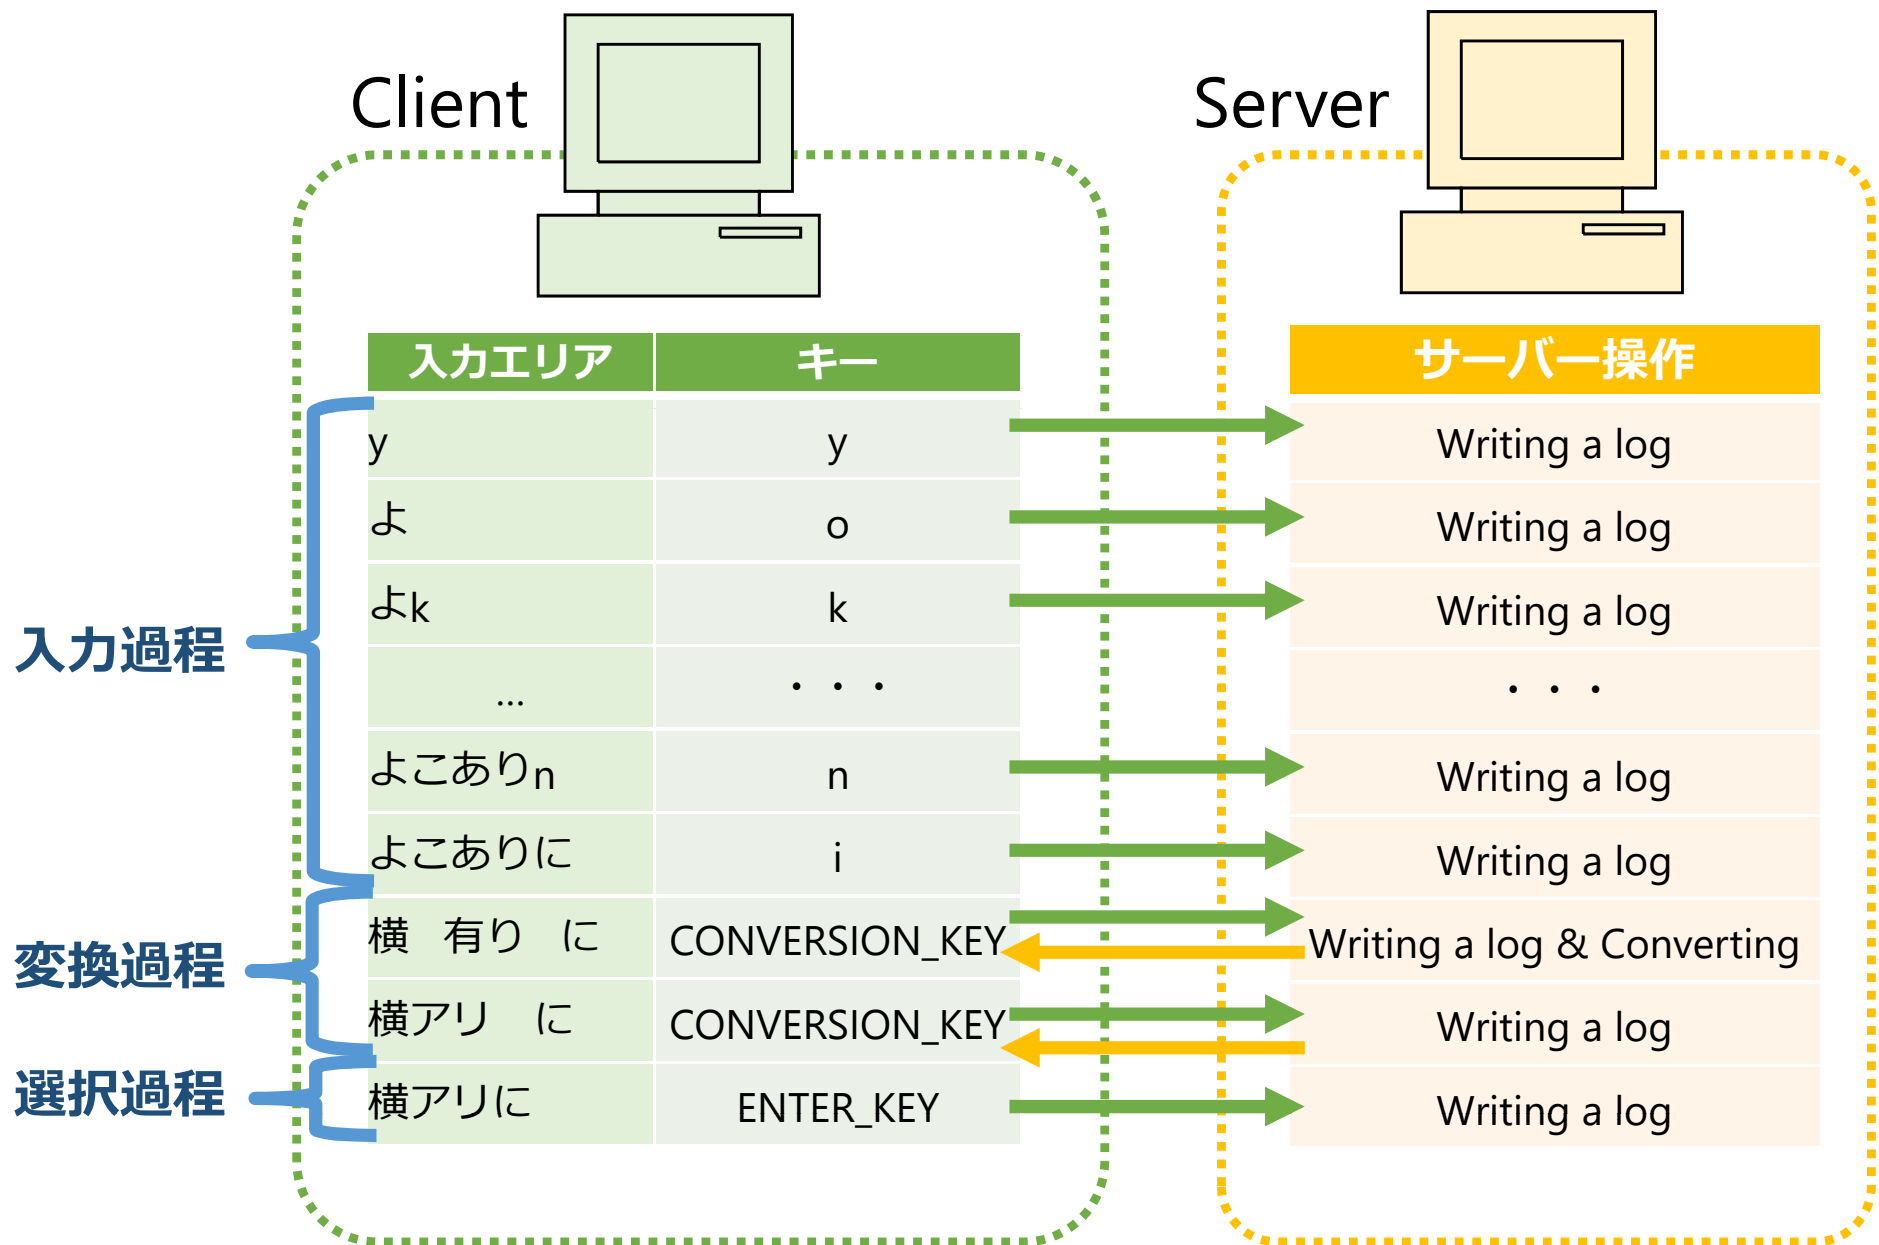 Client
Server
入力エリア キー サーバー操作
y y Writing a log
よ o Writing a log
よk k Writing a log
... ・・・ ・・・
よこありn n Writing a log
よこありに i Writing a log
横 有り に CONVERSION_KEY Writing a log & Converting
横アリ に CONVERSION_KEY Writing a log
横アリに ENTER_KEY Writing a log
入力過程
変換過程
選択過程